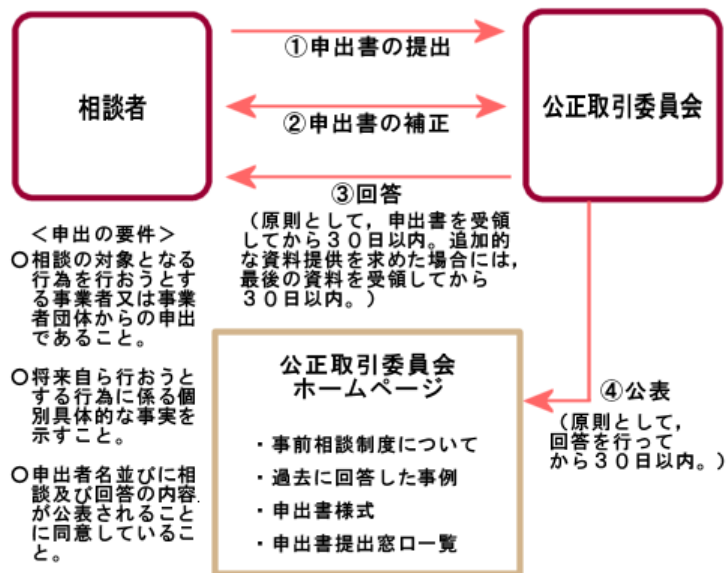 ①申出書の提出
相談者
公正取引委員会
②申出書の補正
③回答
（原則として，申出書を受領
してから３０日以内。追加的
な資料提供を求めた場合には，
最後の資料を受領してから
３０日以内。）
＜申出の要件＞
○相談の対象となる
行為を行おうとす
る事業者又は事業
者団体からの申出
であること。
○将来自ら行おうと
する行為に係る個
別具体的な事実を
示すこと。
○申出者名並びに相
談及び回答の内容
が公表されること
に同意しているこ
と。
公正取引委員会
ホームページ
・事前相談制度について
・過去に回答した事例
・申出書様式
・申出書提出窓口一覧
④公表
（原則として，
回答を行って
から３０日以内。）